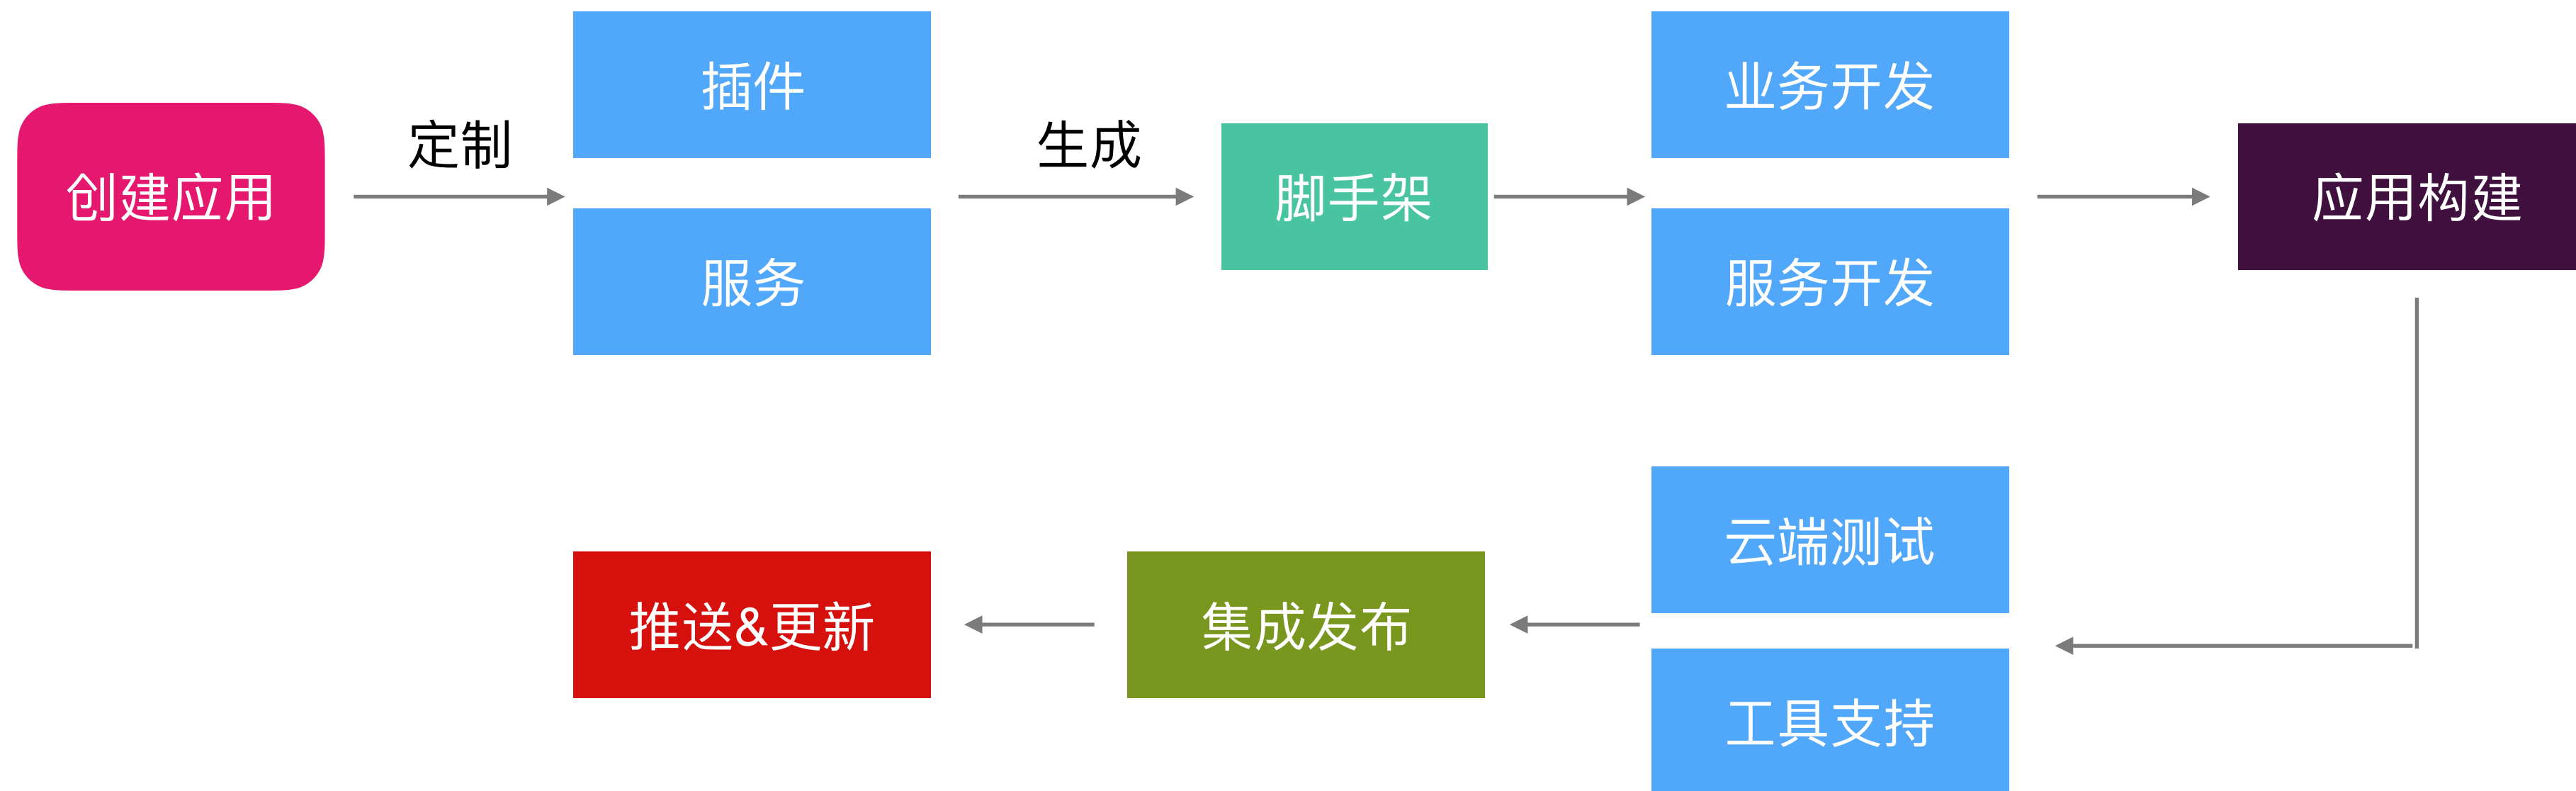 创建应用
定制
插件
服务
生成
脚手架
业务开发
服务开发
应用构建
云端测试
工具支持
集成发布
推送&更新